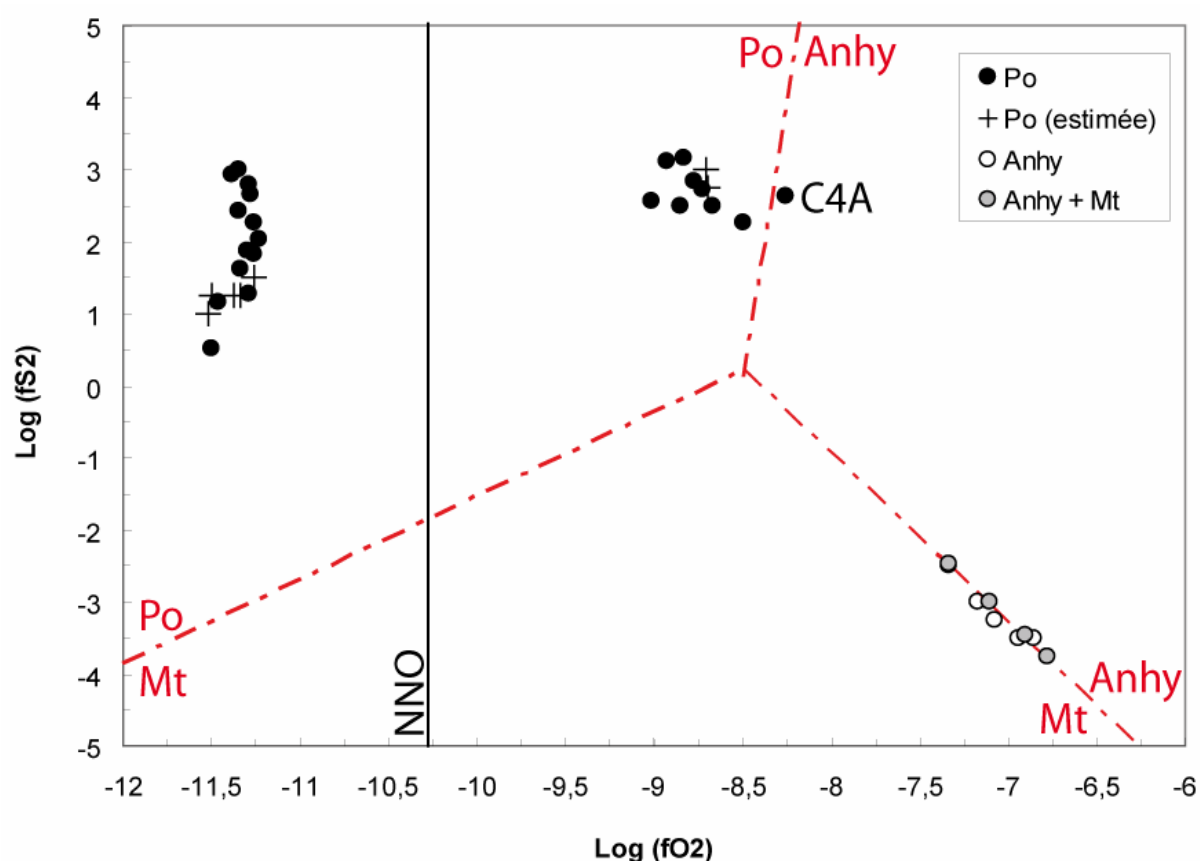 5
4
3
2
1
0
-1
-2
-3
-4
-5
Log (fS2)
Po Anhy
Po
Po (estimée)
Anhy
Anhy + Mt
C4A
Po
Mt
NNO
Anhy
Mt
-12 -11,5 -11 -10,5 -10 -9,5 -9 -8,5 -8 -7,5 -7 -6,5 -6
Log (fO2)